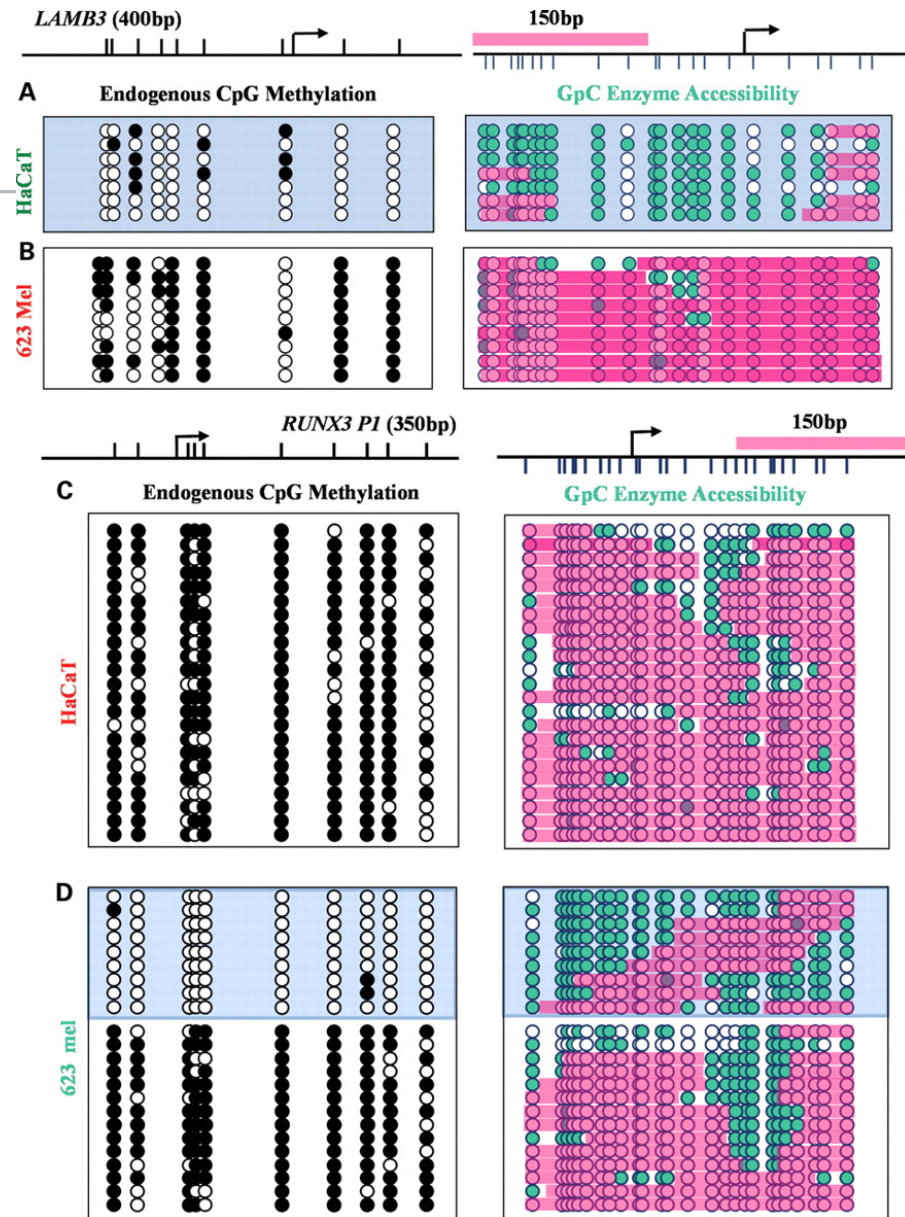 LAMB3 (400bp)
150bp
A
Endogenous CpG Methylation
GpC Enzyme Accessibility
HaCaT
B
623 Mel
RUNX3 P1 (350bp)
150bp
C
Endogenous CpG Methylation
GpC Enzyme Accessibility
HaCaT
D
623 mel